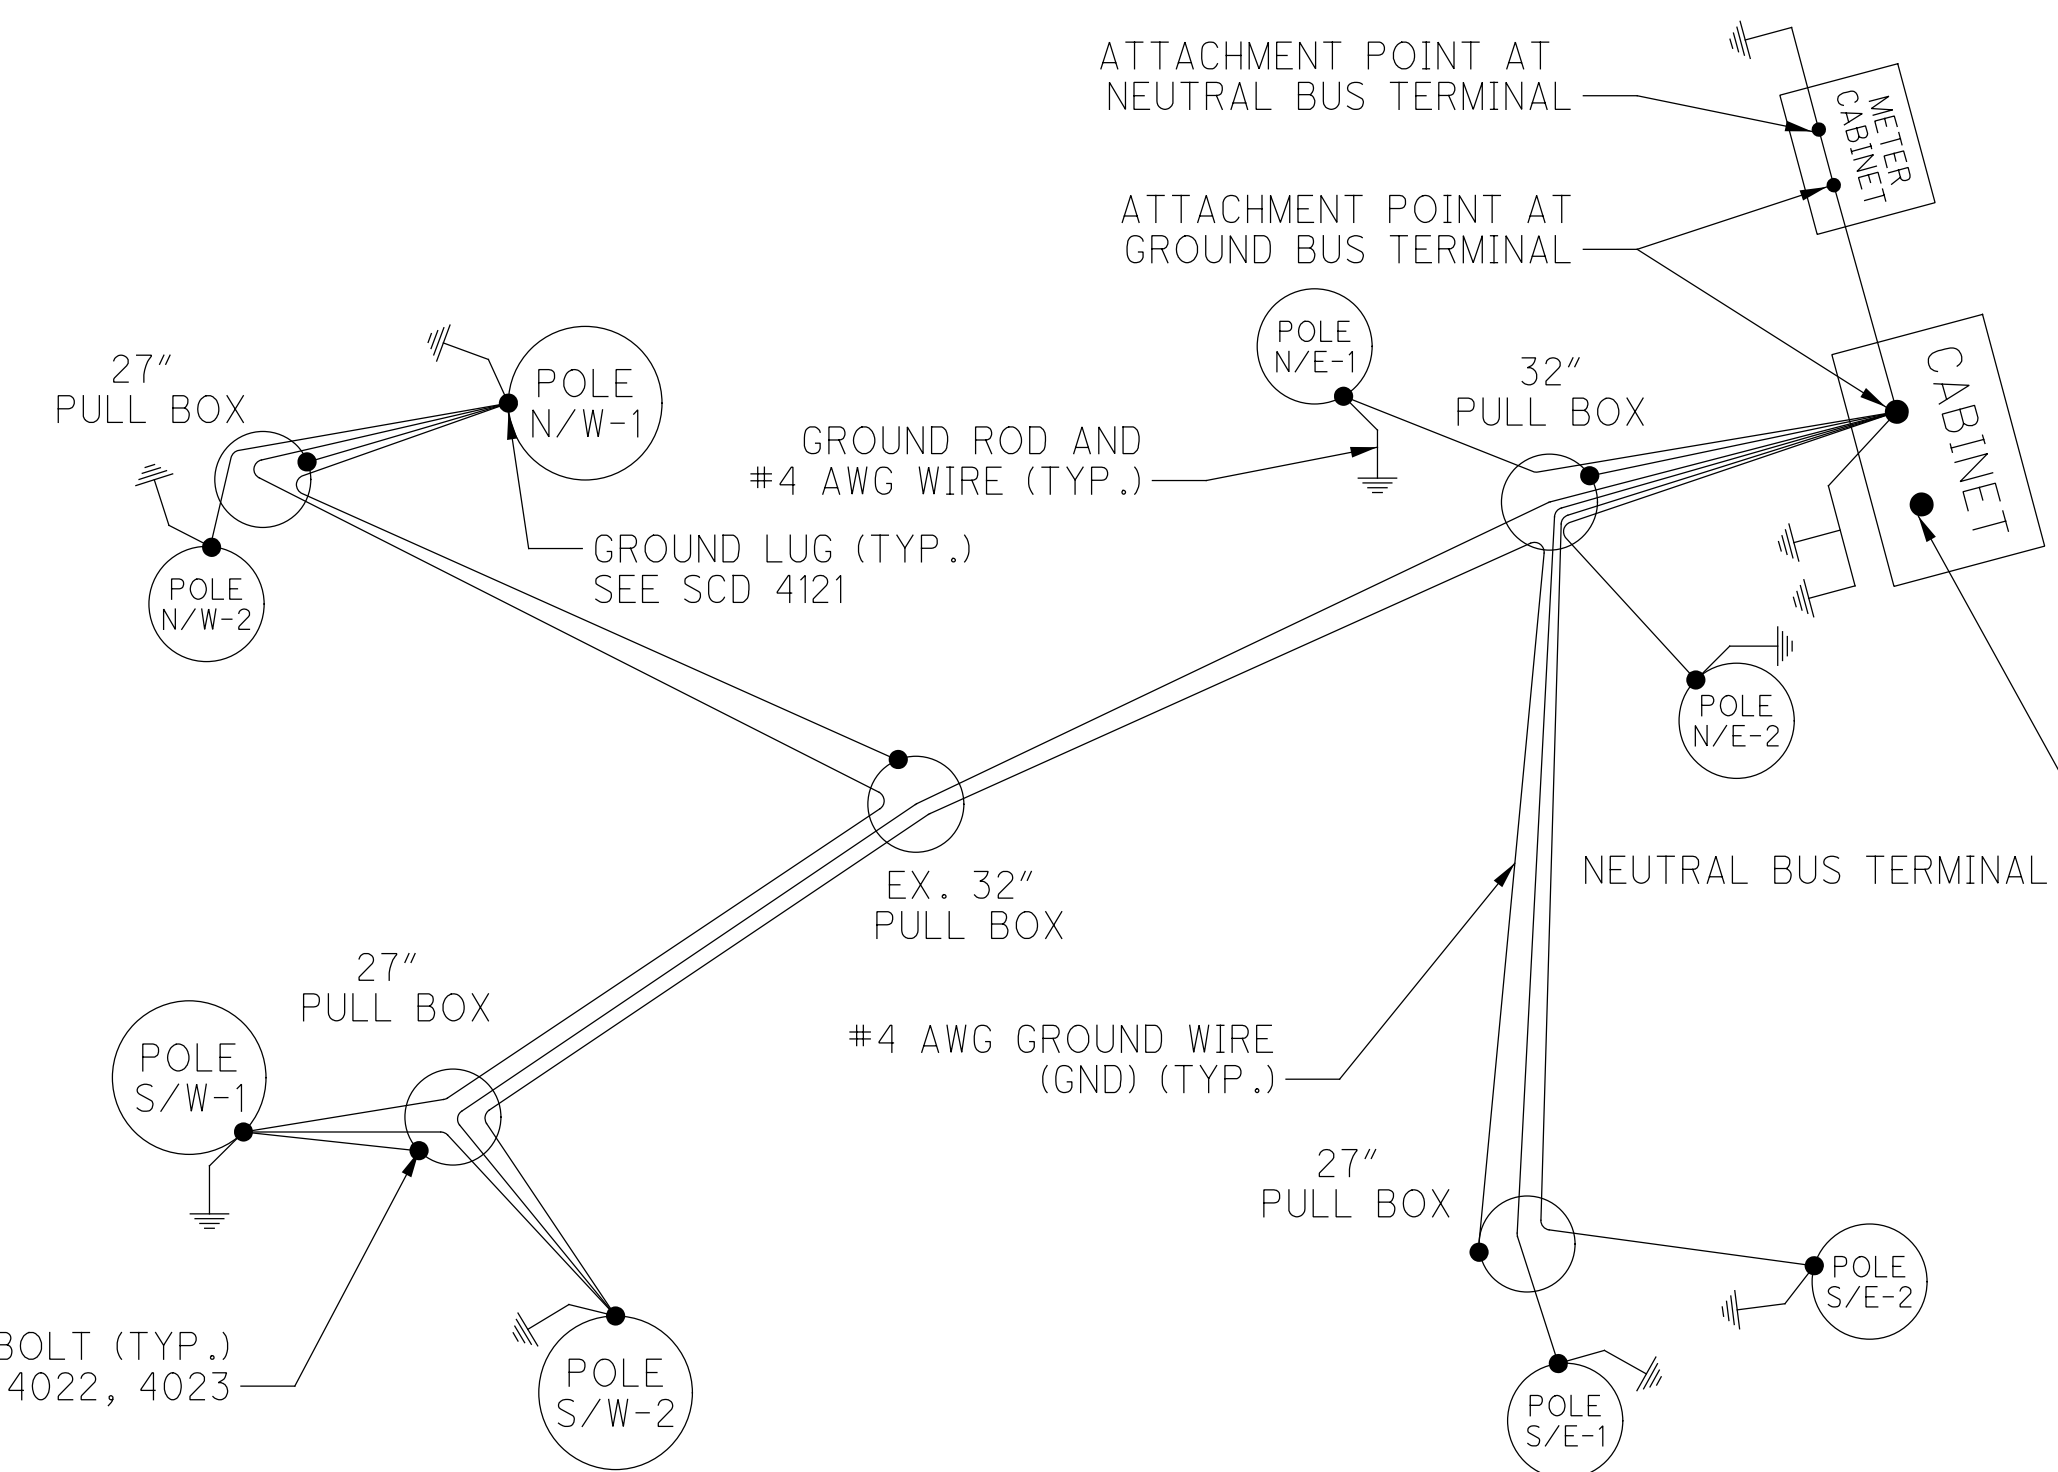 ATTACHMENT POINT AT
NEUTRAL BUS TERMINAL
METER
CABINET
ATTACHMENT POINT AT
GROUND BUS TERMINAL
POLE
N/E-1
32"
PULL BOX
CABINET
27"
PULL BOX
POLE
N/W-1
GROUND ROD AND
#4 AWG WIRE (TYP.)
GROUND LUG (TYP.)
SEE SCD 4121
POLE
N/W-2
POLE
N/E-2
EX. 32"
PULL BOX
NEUTRAL BUS TERMINAL
27"
PULL BOX
POLE
S/W-1
#4 AWG GROUND WIRE
(GND) (TYP.)
27"
PULL BOX
POLE
S/E-2
BOLT (TYP.)
4022, 4023
POLE
S/W-2
POLE
S/E-1